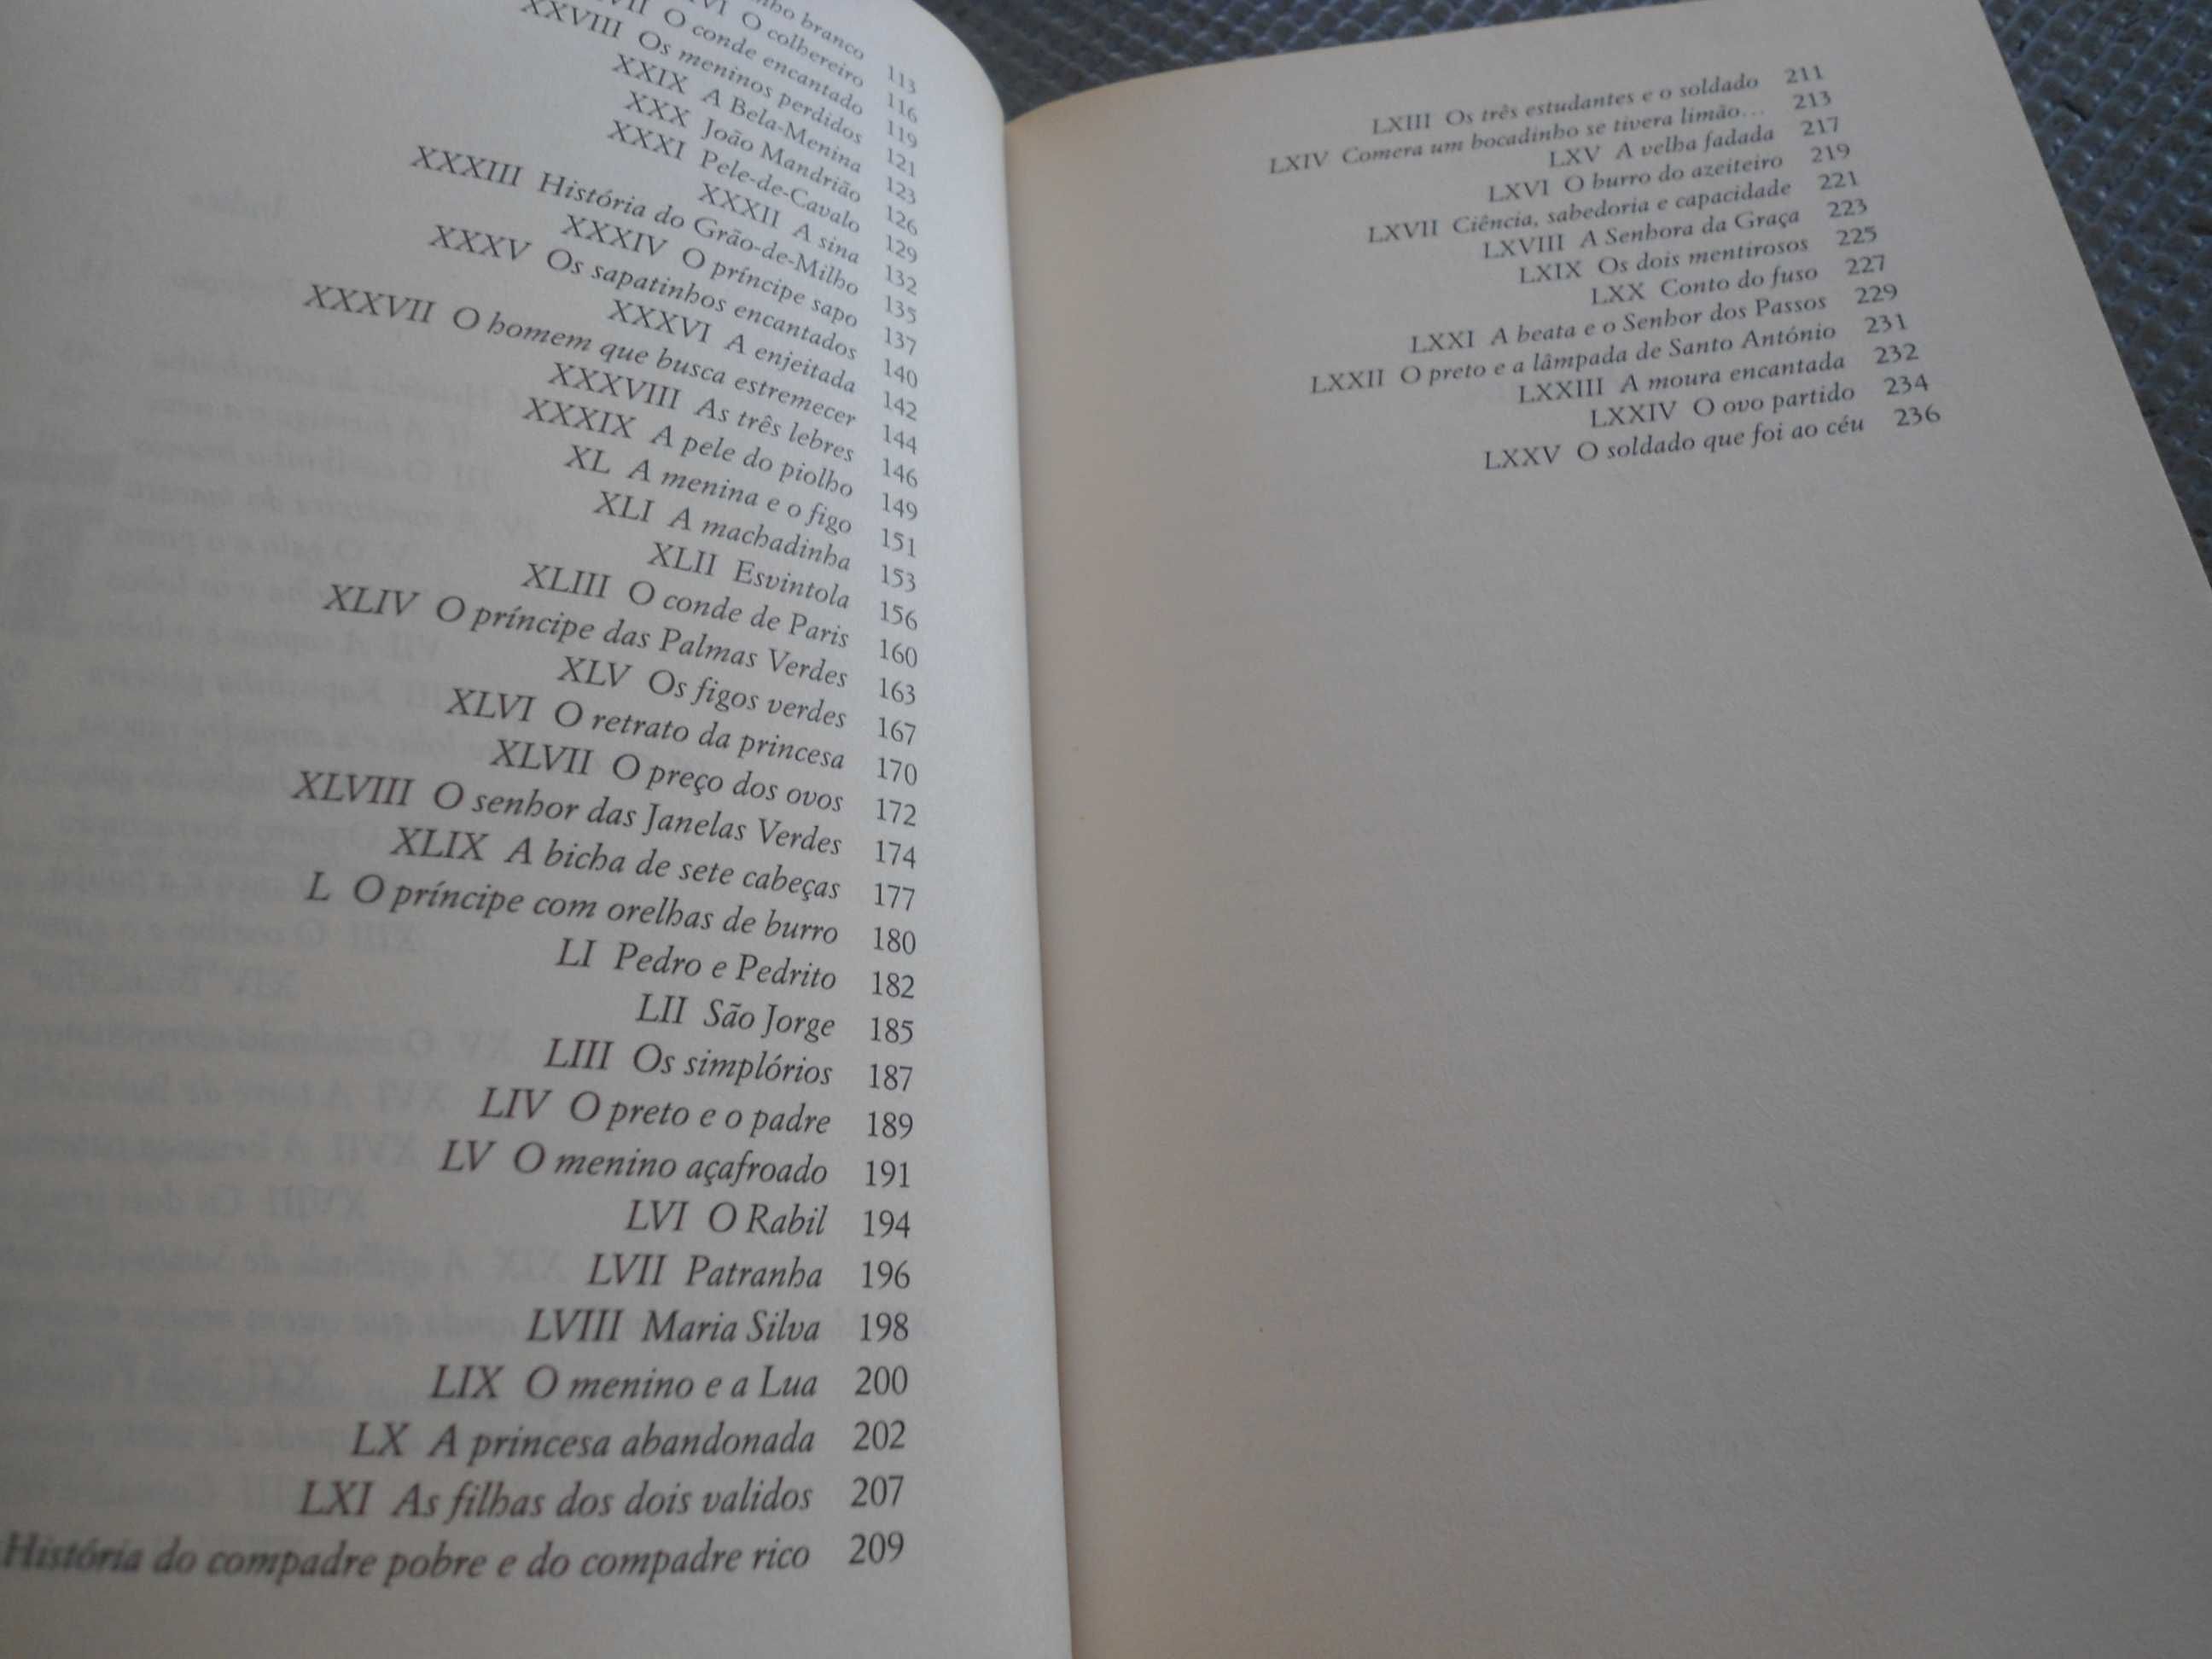 branco 113
O colhereiro 116
O conde encantado 119
XXVIII Os meninos perdidos 121
XXIX A Bela-Menina 123
XXX João Mandrião 126
XXXI Pele-de-Cavalo 129
XXXII A sina 132
XXXIII História do Grão-de-Milho 135
XXXIV O príncipe sapo 137
XXXV Os sapatinhos encantados 140
XXXVI A enjeitada 142
XXXVII O homem que busca estremecer 144
XXXVIII As três lebres 146
XXXIX A pele do piolho 149
XL A menina e o figo 151
XLI A machadinha 153
XLII Esvintola 156
XLIII O conde de Paris 160
XLIV O príncipe das Palmas Verdes 163
XLV Os figos verdes 167
XLVI O retrato da princesa 170
XLVII O preço dos ovos 172
XLVIII O senhor das Janelas Verdes 174
XLIX A bicha de sete cabeças 177
L O príncipe com orelhas de burro 180
LI Pedro e Pedrito 182
LII São Jorge 185
LIII Os simplórios 187
LIV O preto e o padre 189
LV O menino açafroado 191
LVI O Rabil 194
LVII Patranha 196
LVIII Maria Silva 198
LIX O menino e a Lua 200
LX A princesa abandonada 202
LXI As filhas dos dois validos 207
História do compadre pobre e do compadre rico 209
LXIII Os três estudantes e o soldado 211
LXIV Comera um bocadinho se tivera limão... 213
LXV A velha fadada 217
LXVI O burro do azeiteiro 219
LXVII Ciência, sabedoria e capacidade 221
LXVIII A Senhora da Graça 223
LXIX Os dois mentirosos 225
LXX Conto do fuso 227
LXXI A beata e o Senhor dos Passos 229
LXXII O preto e a lâmpada de Santo António 231
LXXIII A moura encantada 232
LXXIV O ovo partido 234
LXXV O soldado que foi ao céu 236